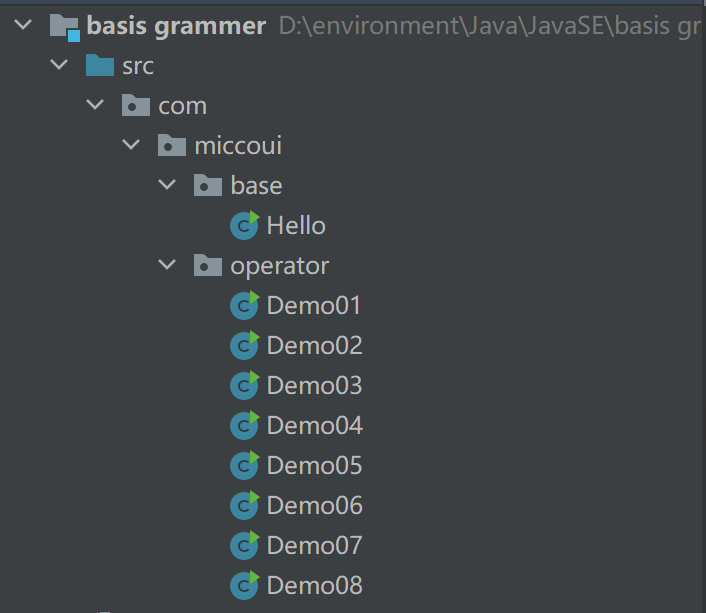 basis grammer D:\environment\Java\JavaSE\basis gr
src
com
miccoui
base
C Hello
operator
C Demo01
C Demo02
C Demo03
C Demo04
C Demo05
C Demo06
C Demo07
C Demo08